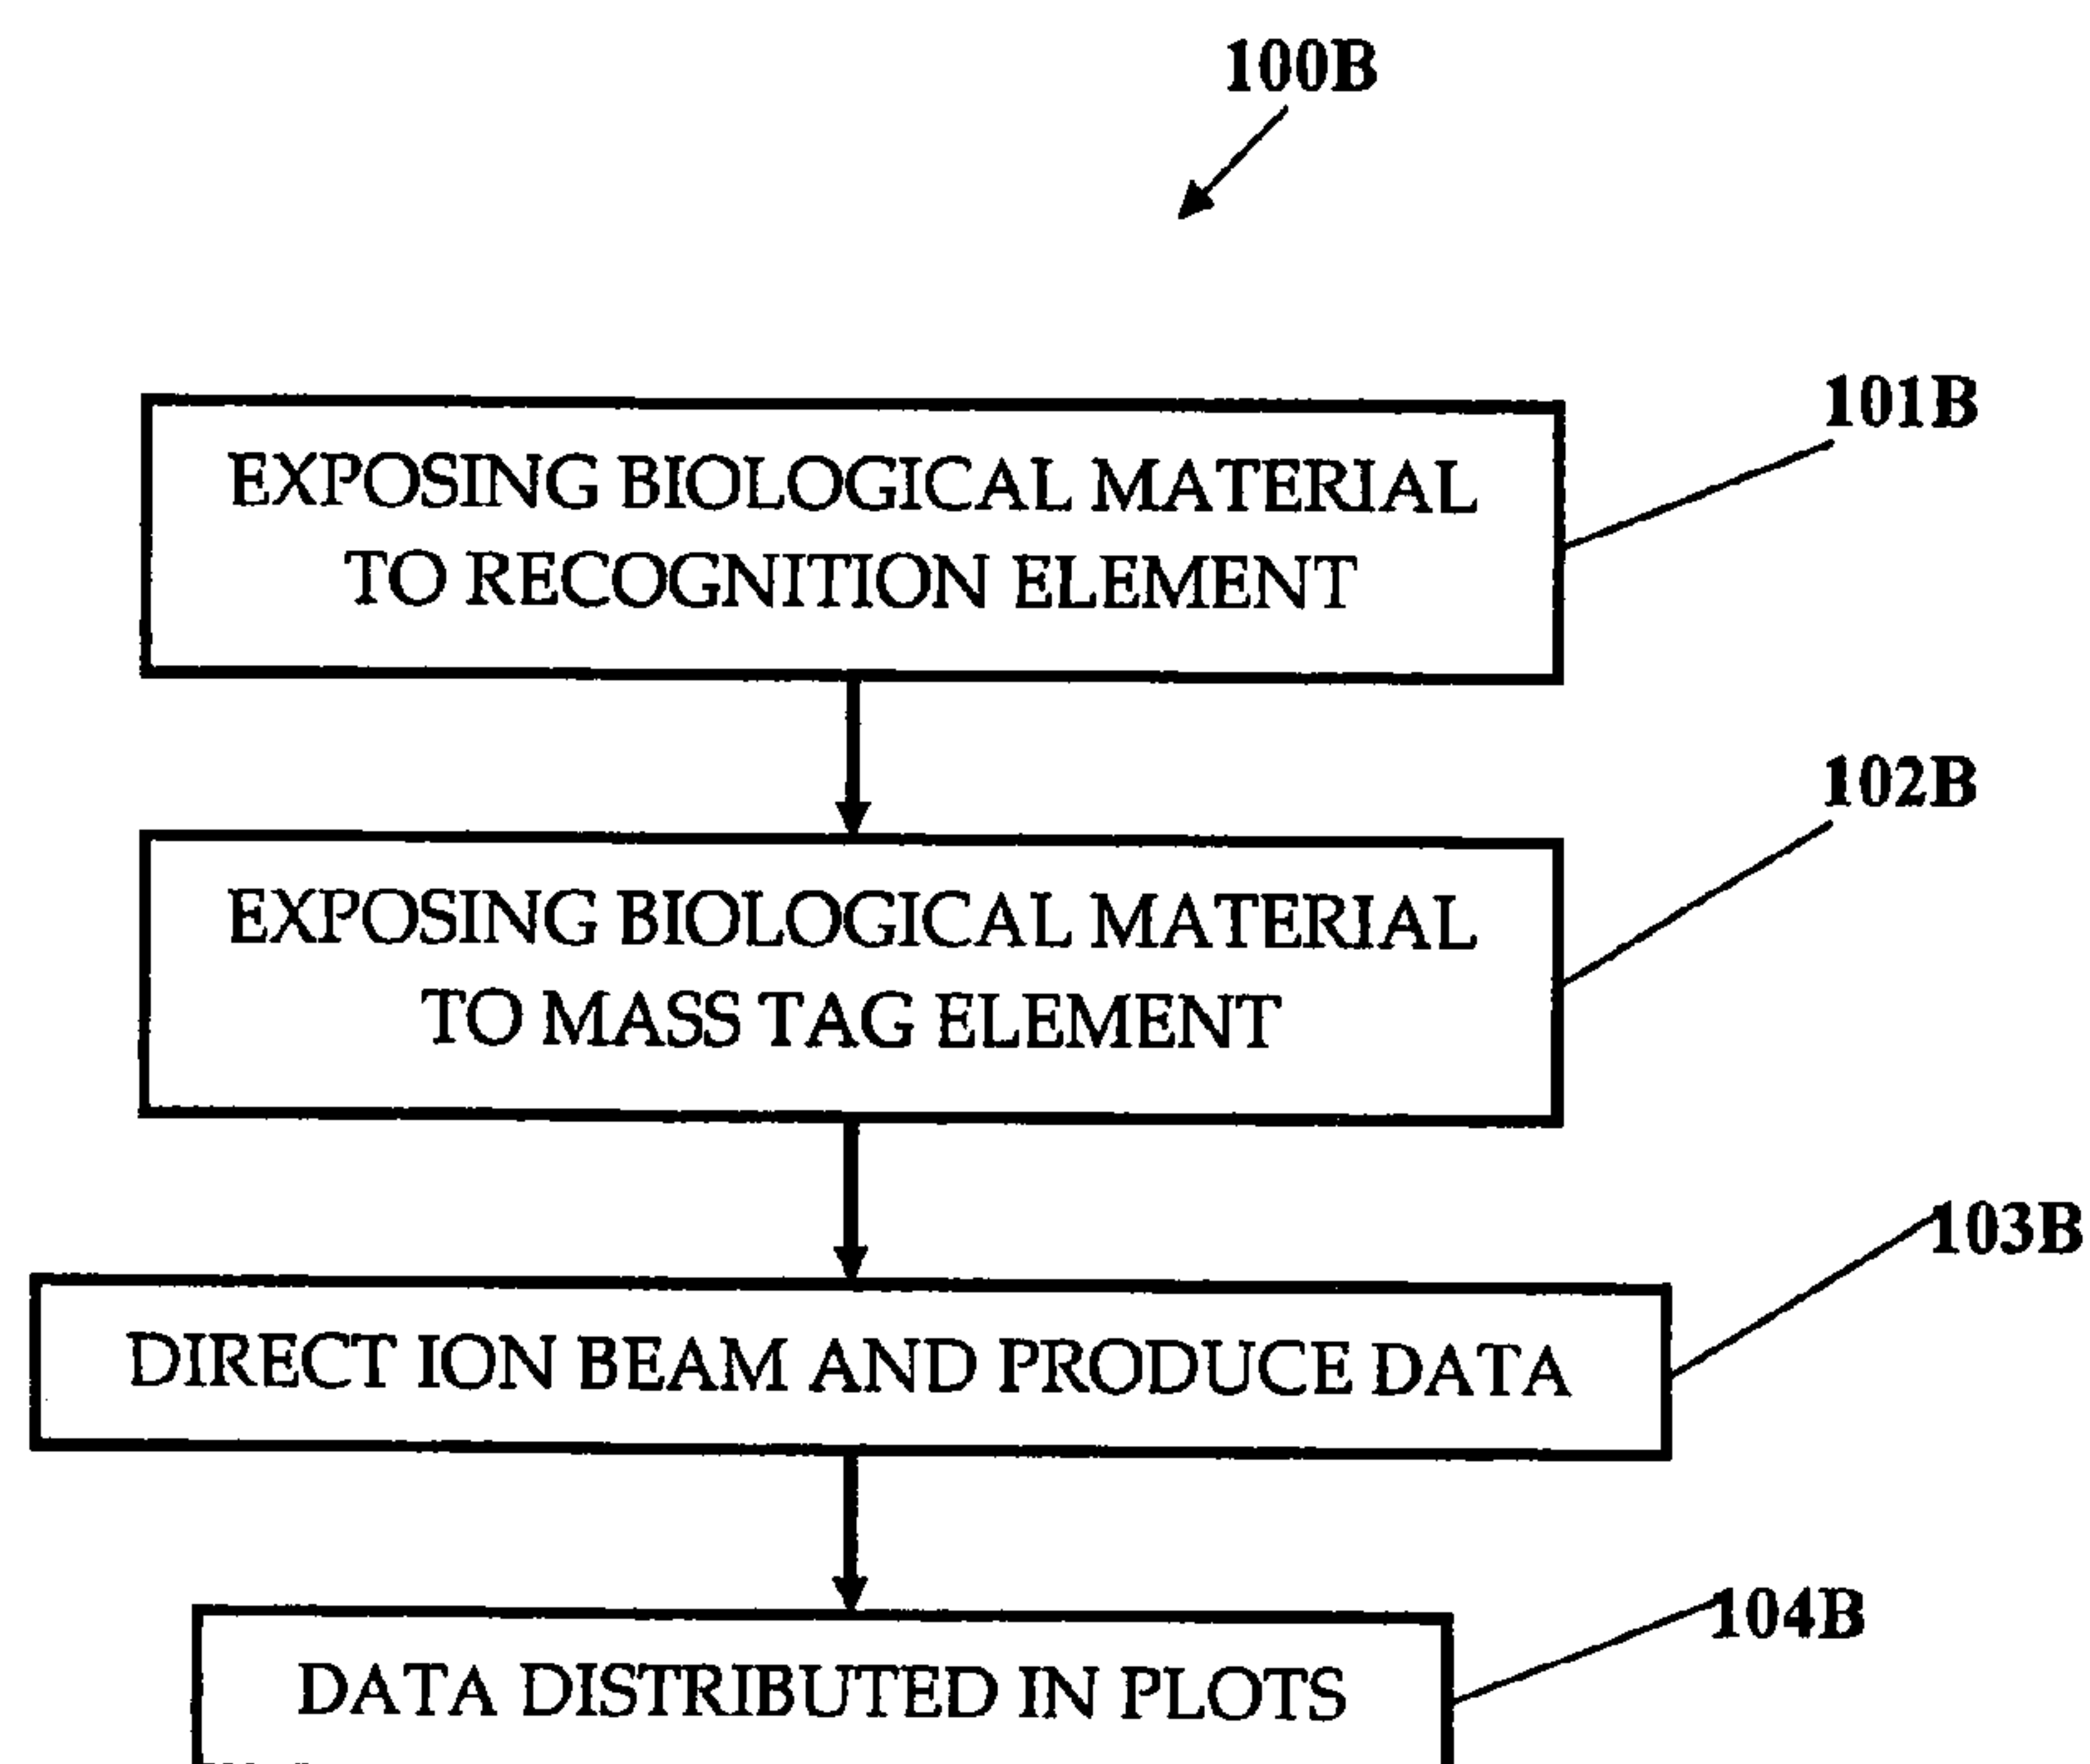 100B
101B
EXPOSING BIOLOGICAL MATERIAL
TO RECOGNITION ELEMENT
102B
EXPOSING BIOLOGICAL MATERIAL
TO MASS TAG ELEMENT
103B
DIRECT ION BEAM AND PRODUCE DATA
104B
DATA DISTRIBUTED IN PLOTS